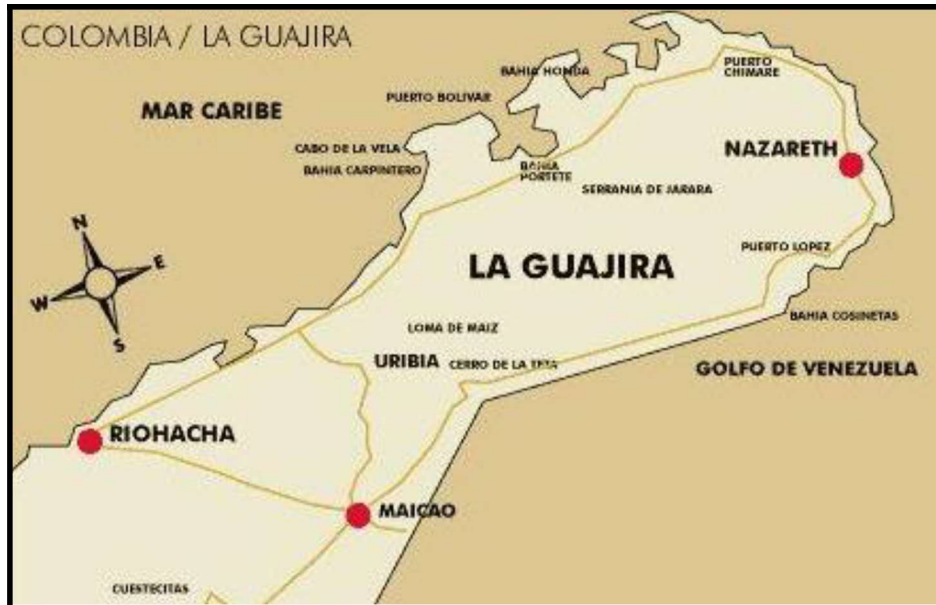 COLOMBIA / LA GUAJIRA
MAR CARIBE
BAHIA HONDA
PUERTO
CHIMARE
PUERTO BOLIVAR
CABO DE LA VELA
BAHIA CARPINTERO
BAHIA
PORTETE
NAZARETH
SERRANIA DE JARARA
N
E
W
S
LA GUAJIRA
PUERTO LOPEZ
BAHIA COSINETAS
LOMA DE MAIZ
URIBIA
CERRO DE LA TETA
GOLFO DE VENEZUELA
RIOHACHA
MAICAO
CUESTECITAS